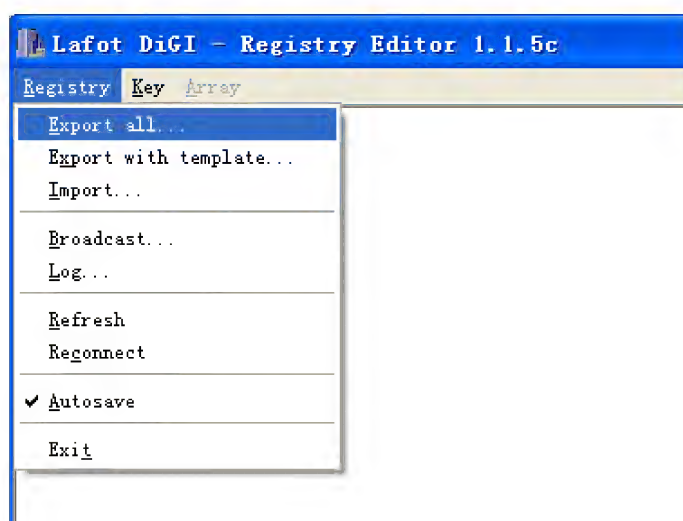 Lafot DiGI - Registry Editor 1.1.5c
Registry Key Array
Export all...
Export with template...
Import...
Broadcast...
Log...
Refresh
Reconnect
✔ Autosave
Exit